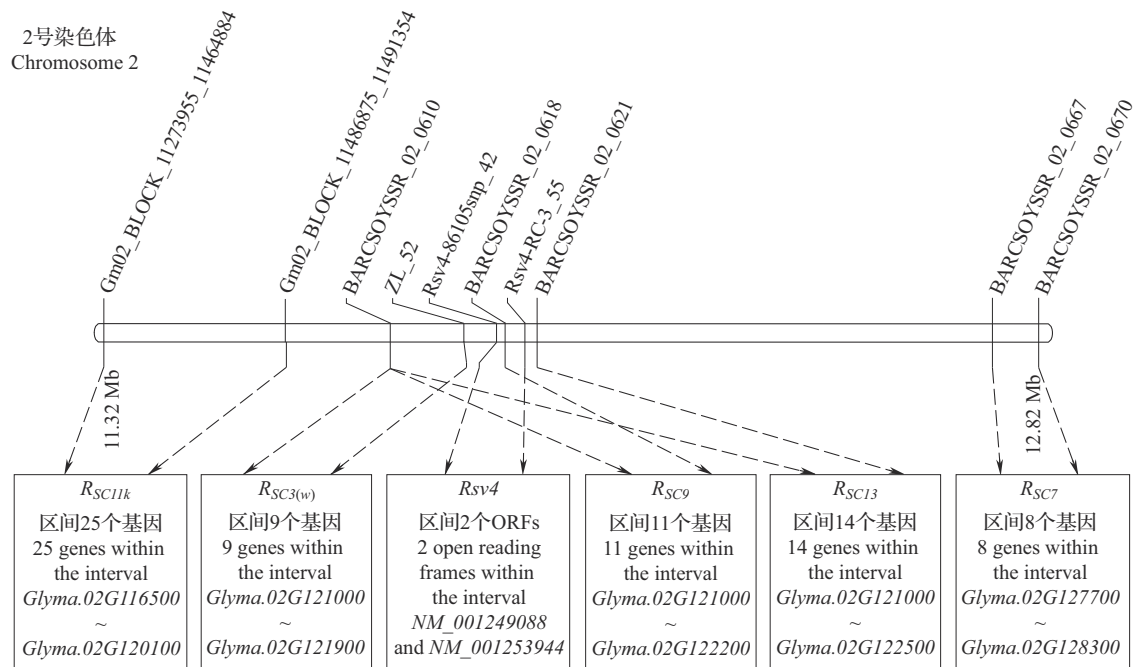 2号染色体
Chromosome 2
Gm02_BLOCK_11273955_11464884
Gm02_BLOCK_11486875_11491354
BARCSOYSSR_02_0610
ZL_52
Rsv4-86105snp_42
BARCSOYSSR_02_0618
Rsv4-RC-3_55
BARCSOYSSR_02_0621
BARCSOYSSR_02_0667
BARCSOYSSR_02_0670
11.32 Mb
12.82 Mb
RSC11k
区间25个基因
25 genes within
the interval
Glyma.02G116500
~
Glyma.02G120100
RSC3(w)
区间9个基因
9 genes within
the interval
Glyma.02G121000
~
Glyma.02G121900
Rsv4
区间2个ORFs
2 open reading
frames within
the interval
NM_001249088
and NM_001253944
RSC9
区间11个基因
11 genes within
the interval
Glyma.02G121000
~
Glyma.02G122200
RSC13
区间14个基因
14 genes within
the interval
Glyma.02G121000
~
Glyma.02G122500
RSC7
区间8个基因
8 genes within
the interval
Glyma.02G127700
~
Glyma.02G128300